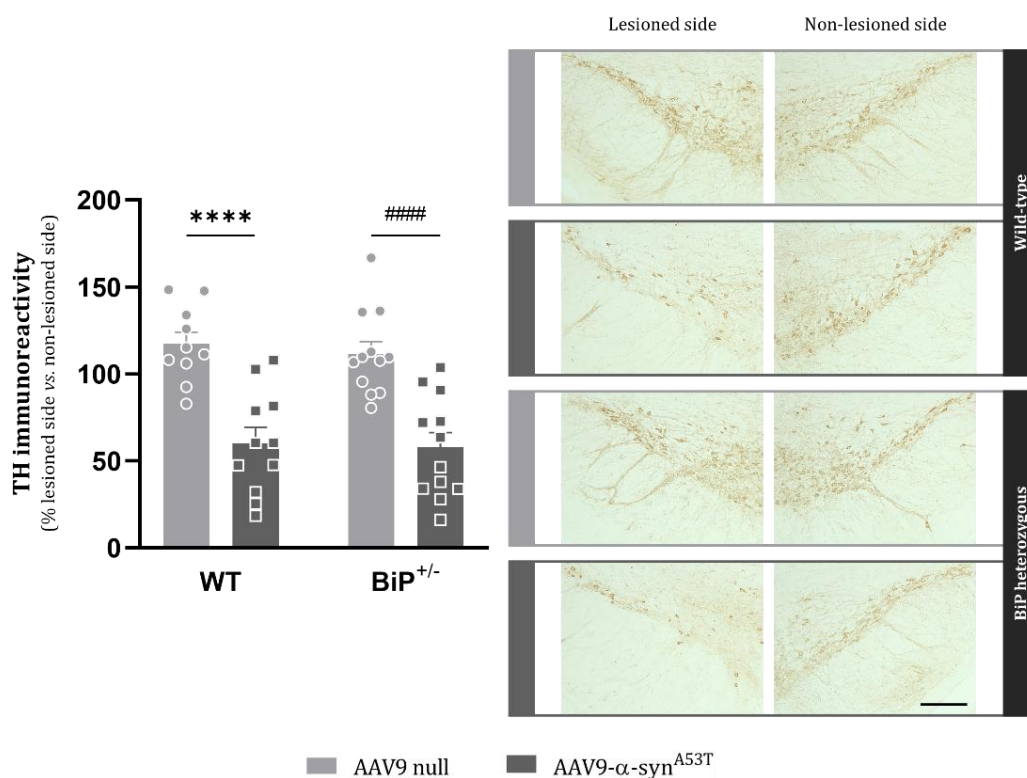 Lesioned side
Non-lesioned side
Wild-type
BiP heterozygous
TH immunoreactivity
(% lesioned side vs. non-lesioned side)
200
150
100
50
0
****
####
WT
BiP+/-
AAV9 null
AAV9-α-synA53T